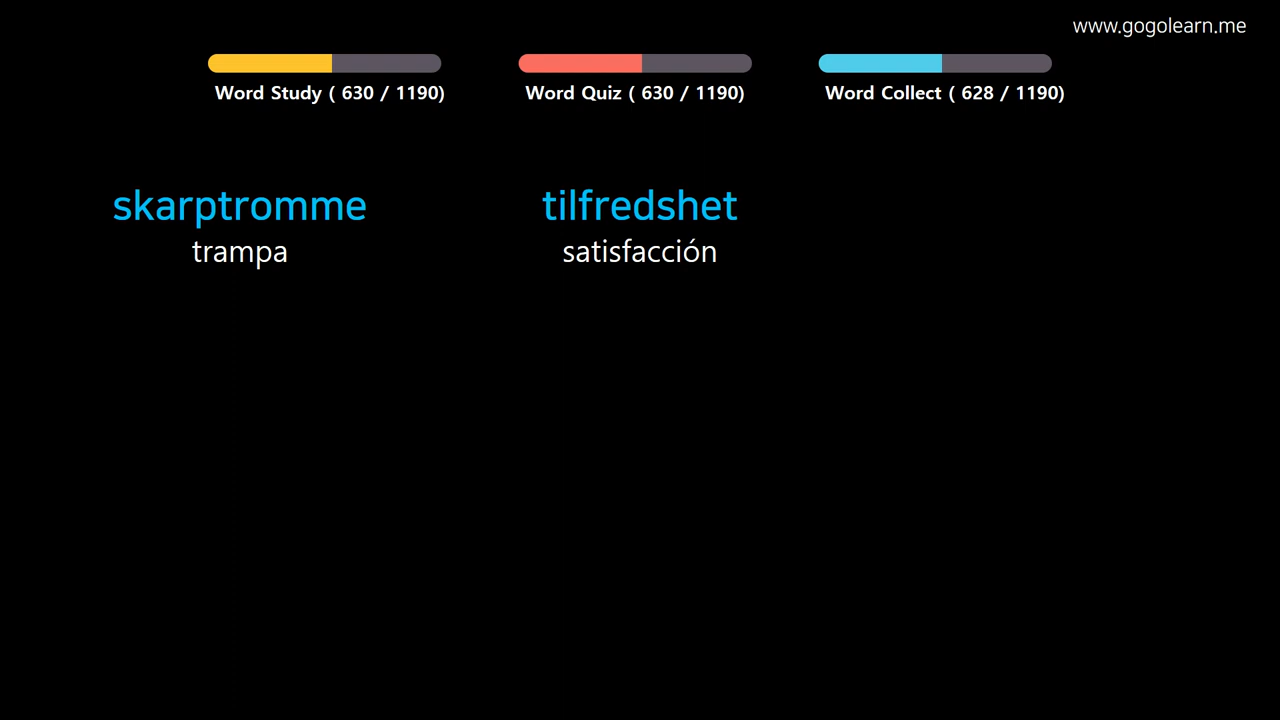 www.gogolearn.me
Word Study ( 630 / 1190)
Word Quiz ( 630 / 1190)
Word Collect ( 628 / 1190)
skarptromme
trampa
tilfredshet
satisfacción